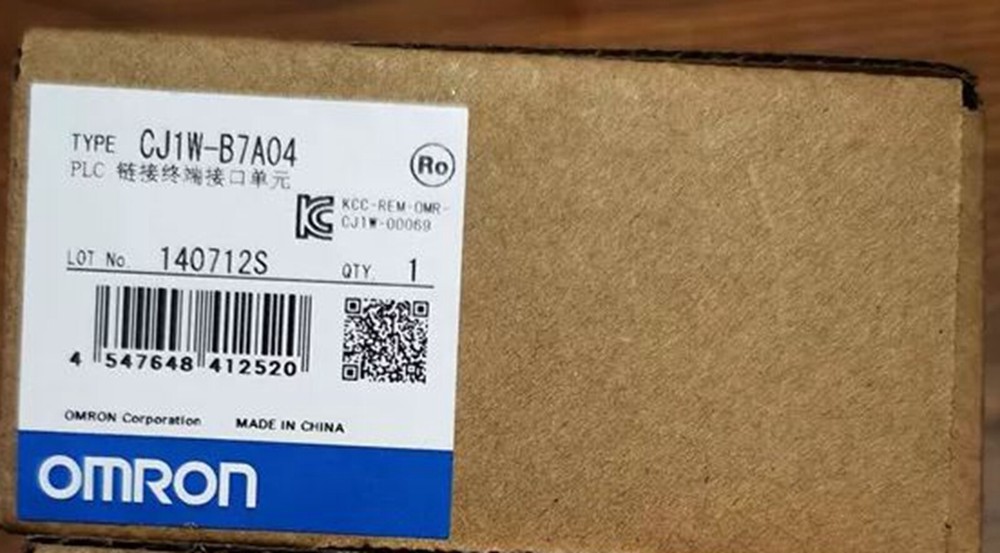 TYPE CJ1W-B7A04
PLC 链接终端接口单元
Ro
KCC-REM-OMR-
CJ1W-00069
LOT No. 140712S QTY. 1
4 547648 412520
OMRON Corporation MADE IN CHINA
OMRON